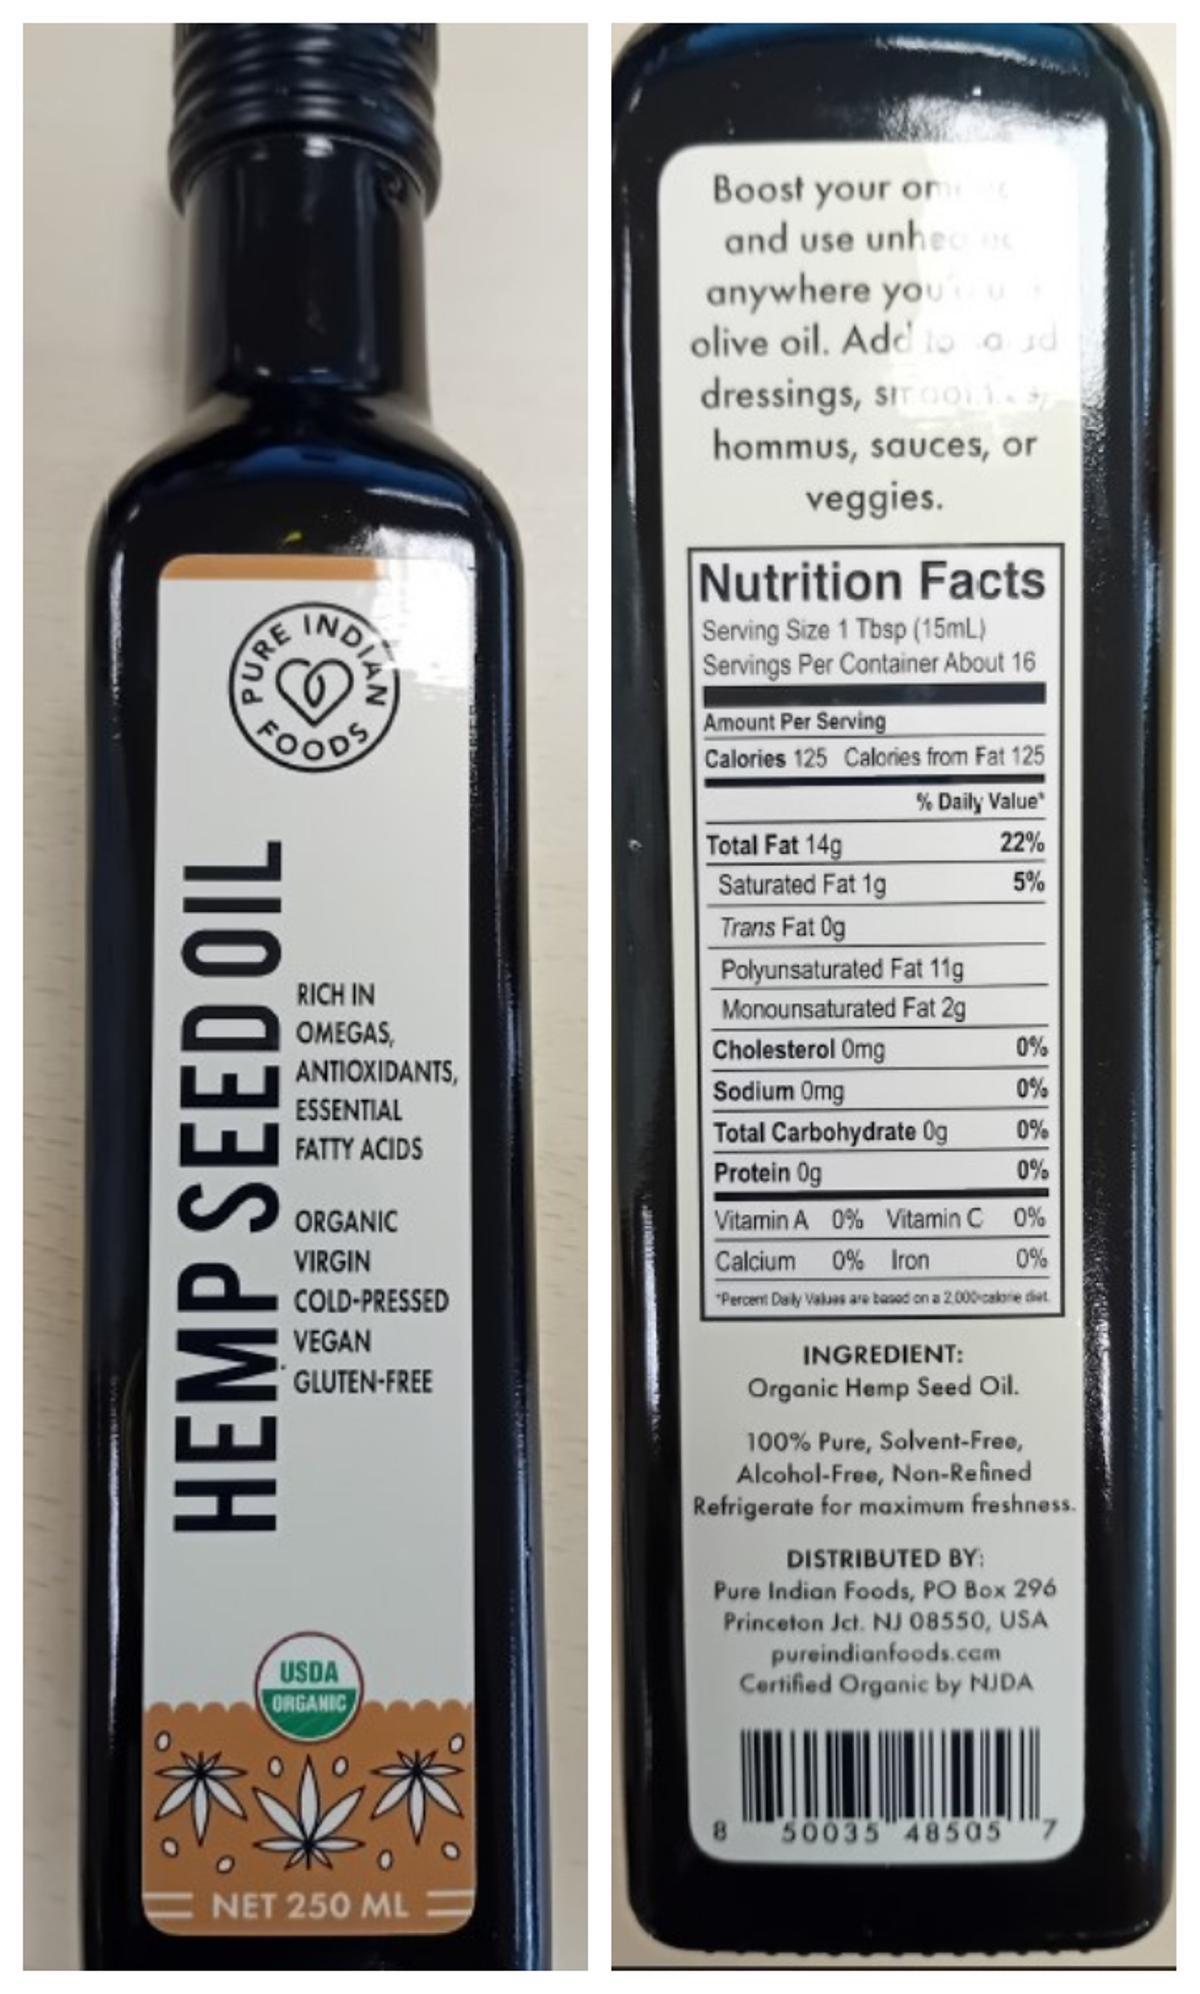 PURE INDIAN
FOODS
HEMP SEED OIL
RICH IN
OMEGAS,
ANTIOXIDANTS,
ESSENTIAL
FATTY ACIDS
ORGANIC
VIRGIN
COLD-PRESSED
VEGAN
GLUTEN-FREE
USDA
ORGANIC
NET 250 ML
Boost your
and use
anywhere
olive oil. Add
dressings,
hommus, sauces, or
veggies.
Nutrition Facts
Serving Size 1 Tbsp (15mL)
Servings Per Container About 16
Amount Per Serving
Calories 125 Calories from Fat 125
% Daily Value*
Total Fat 14g 22%
Saturated Fat 1g 5%
Trans Fat 0g
Polyunsaturated Fat 11g
Monounsaturated Fat 2g
Cholesterol 0mg 0%
Sodium 0mg 0%
Total Carbohydrate 0g 0%
Protein 0g 0%
Vitamin A 0% Vitamin C 0%
Calcium 0% Iron 0%
*Percent Daily Values are based on a 2,000 calorie diet.
INGREDIENT:
Organic Hemp Seed Oil.
100% Pure, Solvent-Free,
Alcohol-Free, Non-Refined
Refrigerate for maximum freshness.
DISTRIBUTED BY:
Pure Indian Foods, PO Box 296
Princeton Jct. NJ 08550, USA
pureindianfoods.com
Certified Organic by NJDA
8 50035 48505 7